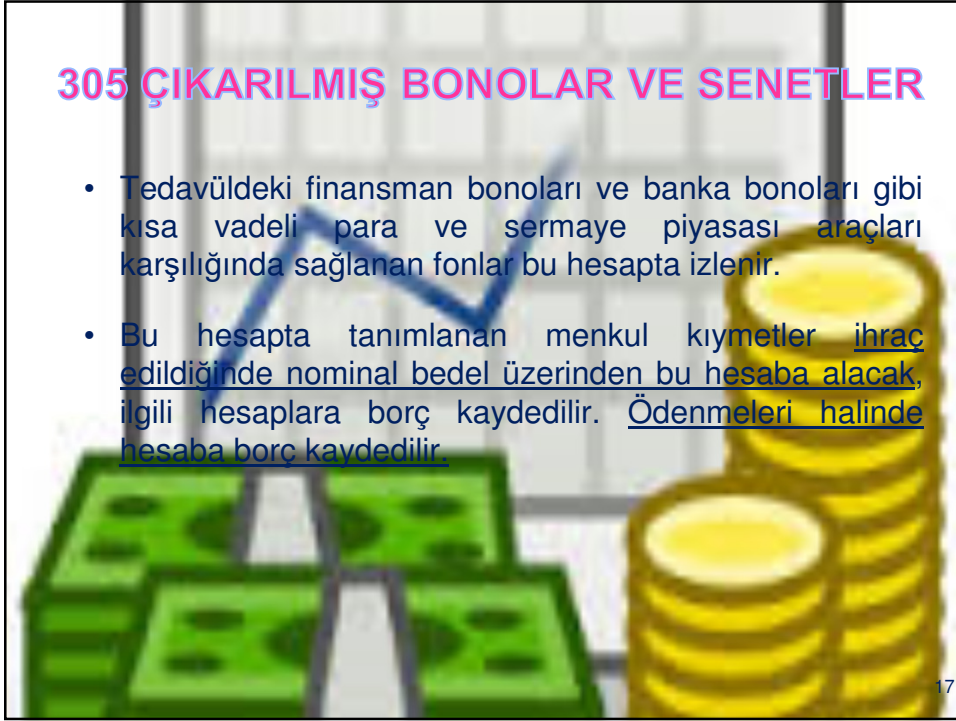 305 ÇIKARILMIŞ BONOLAR VE SENETLER
• Tedavüldeki finansman bonoları ve banka bonoları gibi
kısa vadeli para ve sermaye piyasası araçları
karşılığında sağlanan fonlar bu hesapta izlenir.
• Bu hesapta tanımlanan menkul kıymetler ihraç
edildiğinde nominal bedel üzerinden bu hesaba alacak,
ilgili hesaplara borç kaydedilir. Ödenmeleri halinde
hesaba borç kaydedilir.
17